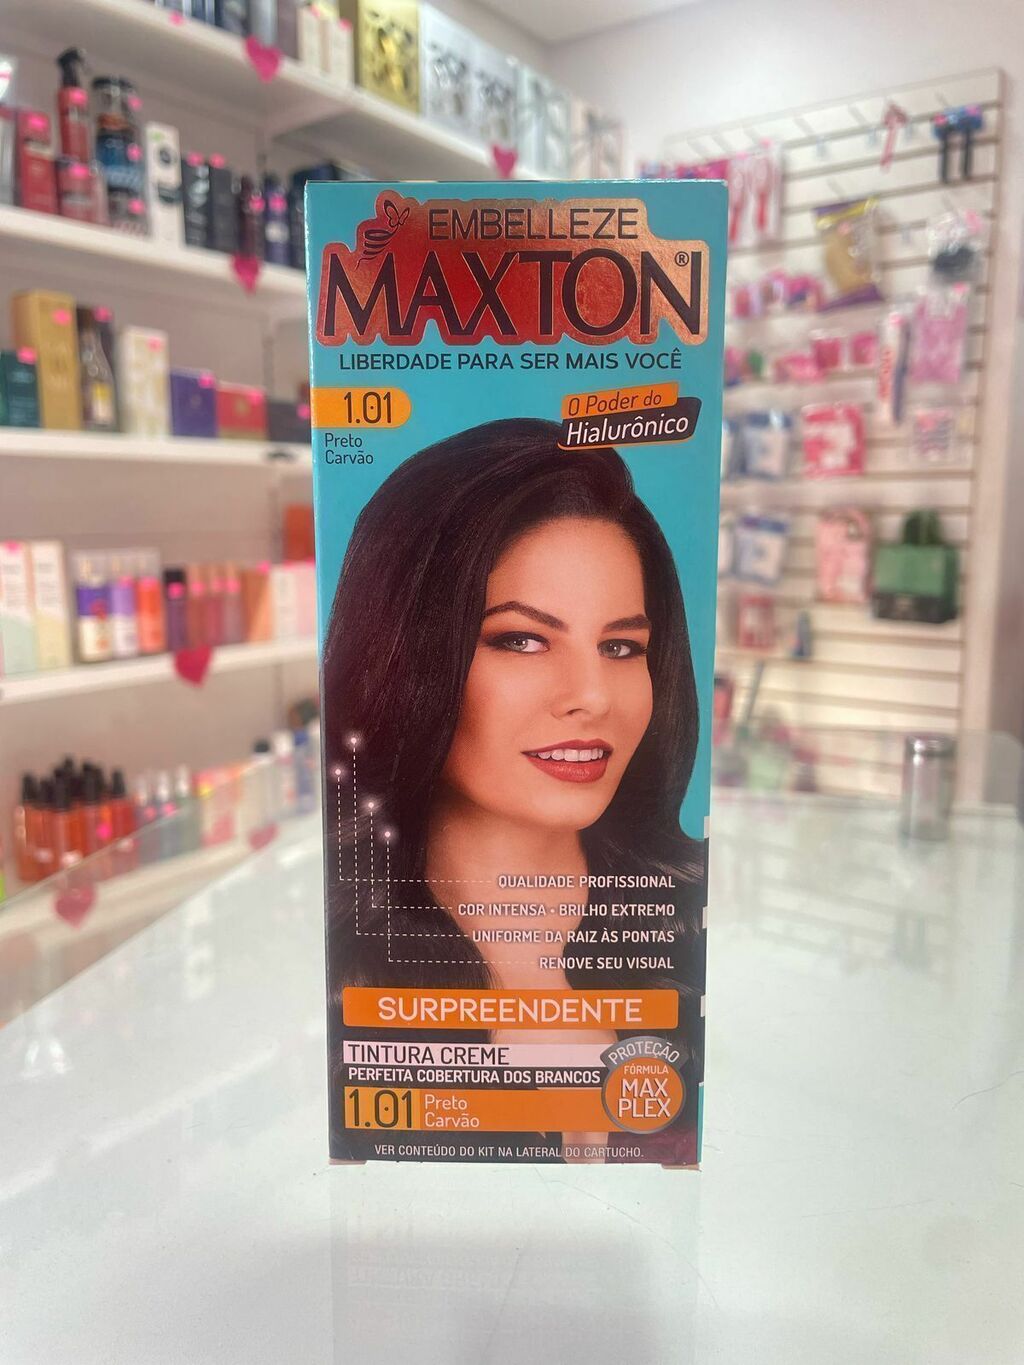 EMBELLEZE
MAXTON®
LIBERDADE PARA SER MAIS VOCÊ
1.01
Preto
Carvão
O Poder do
Hialurônico
QUALIDADE PROFISSIONAL
COR INTENSA • BRILHO EXTREMO
UNIFORME DA RAIZ ÀS PONTAS
RENOVE SEU VISUAL
SURPREENDENTE
TINTURA CREME
PERFEITA COBERTURA DOS BRANCOS
1.01 Preto
Carvão
PROTEÇÃO
FÓRMULA
MAX
PLEX
VER CONTEÚDO DO KIT NA LATERAL DO CARTUCHO.